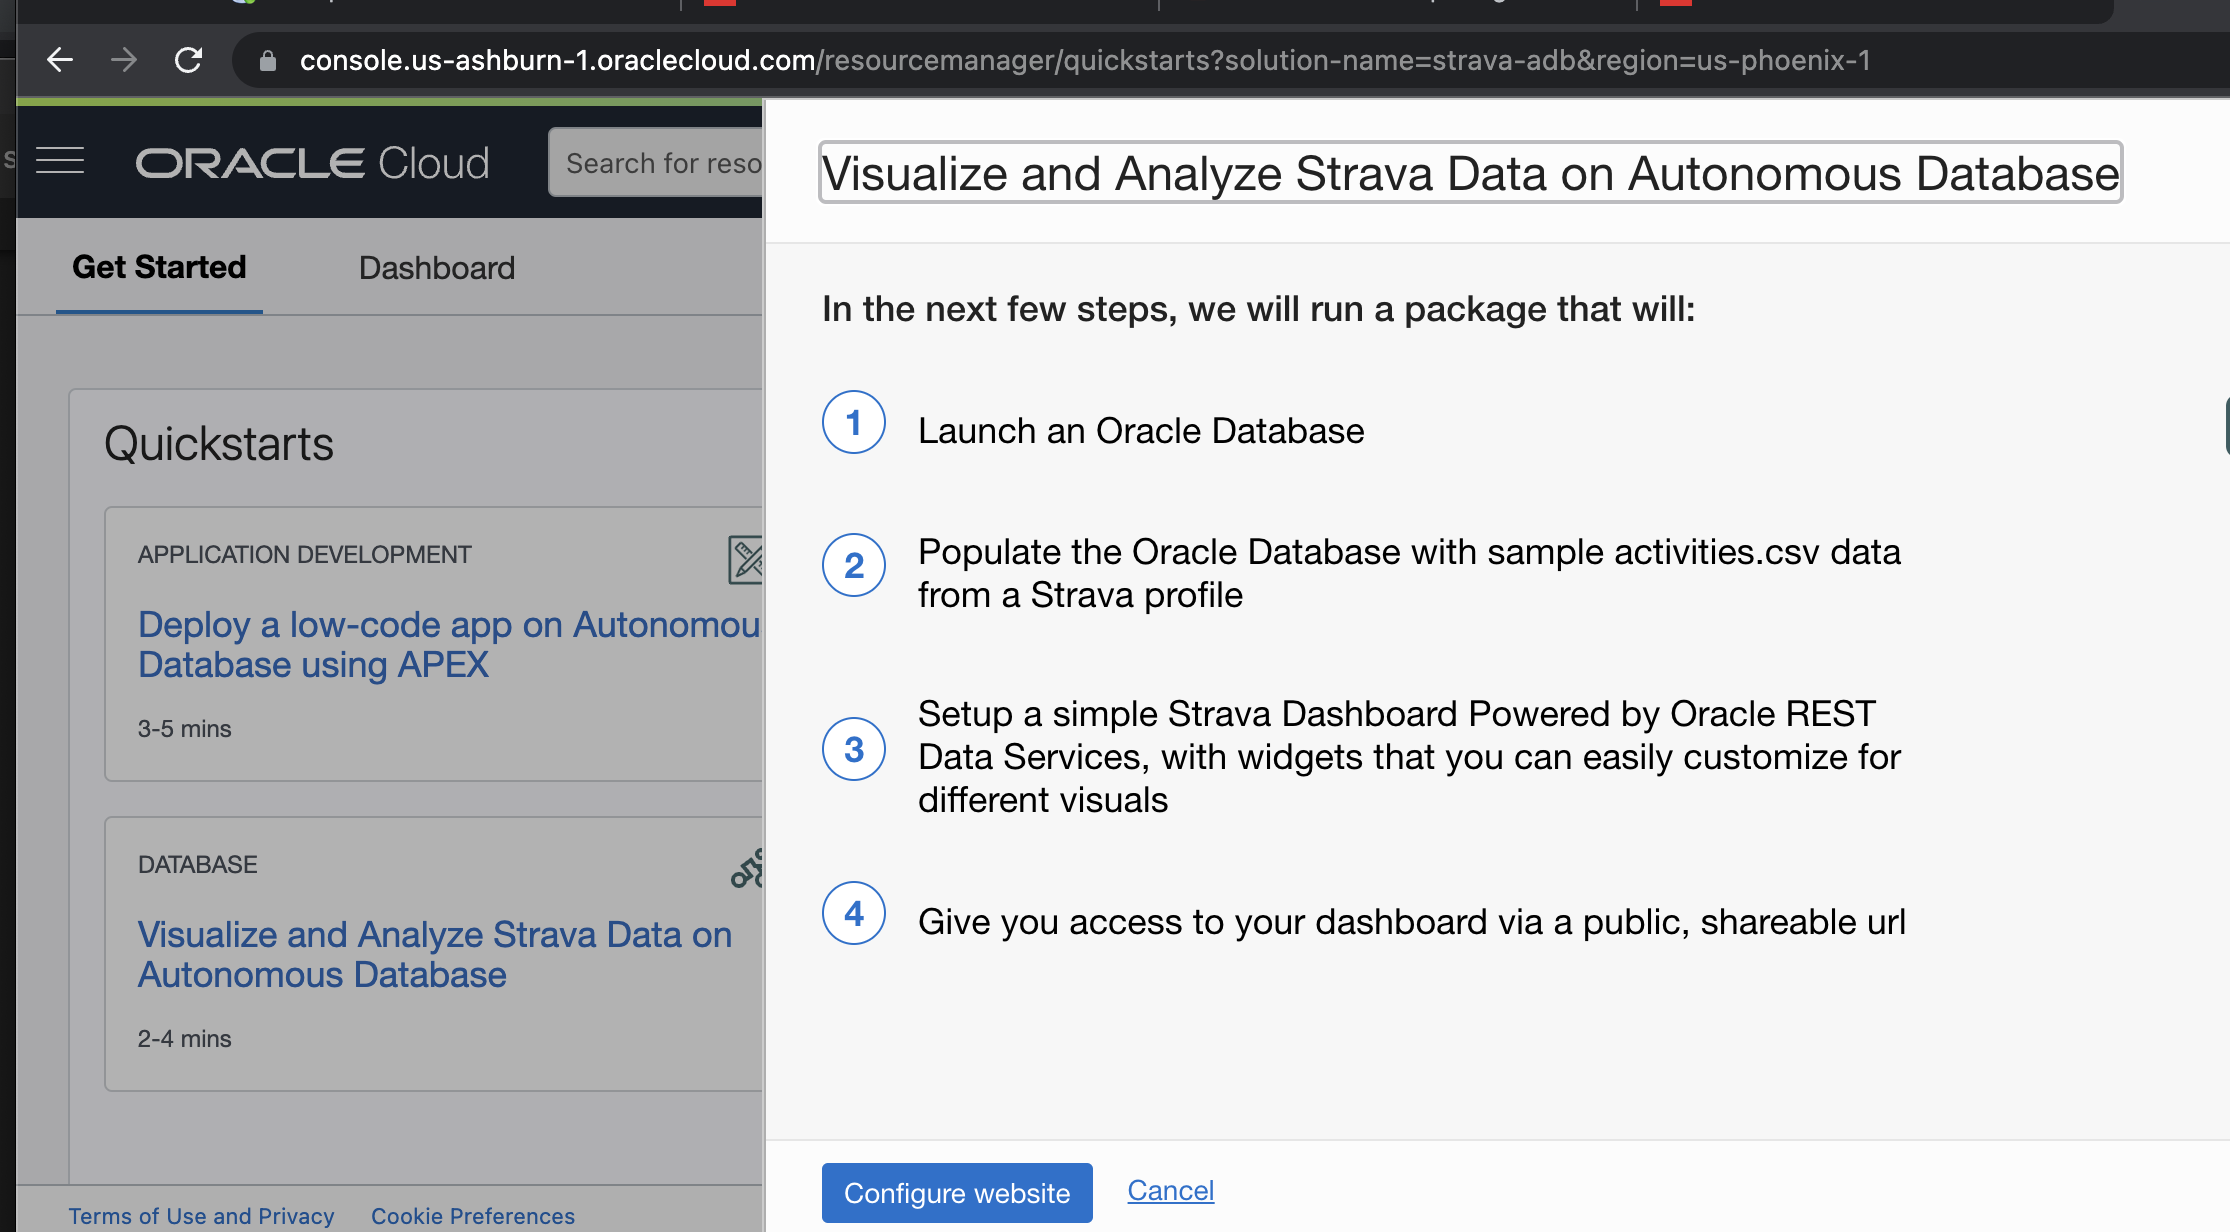 console.us-ashburn-1.oraclecloud.com/resourcemanager/quickstarts?solution-name=strava-adb&region=us-phoenix-1
ORACLE Cloud
Search for reso
Get Started
Dashboard
Quickstarts
APPLICATION DEVELOPMENT
Deploy a low-code app on Autonomou
Database using APEX
3-5 mins
DATABASE
Visualize and Analyze Strava Data on
Autonomous Database
2-4 mins
Terms of Use and Privacy
Cookie Preferences
Visualize and Analyze Strava Data on Autonomous Database
In the next few steps, we will run a package that will:
1
Launch an Oracle Database
2
Populate the Oracle Database with sample activities.csv data
from a Strava profile
3
Setup a simple Strava Dashboard Powered by Oracle REST
Data Services, with widgets that you can easily customize for
different visuals
4
Give you access to your dashboard via a public, shareable url
Configure website
Cancel